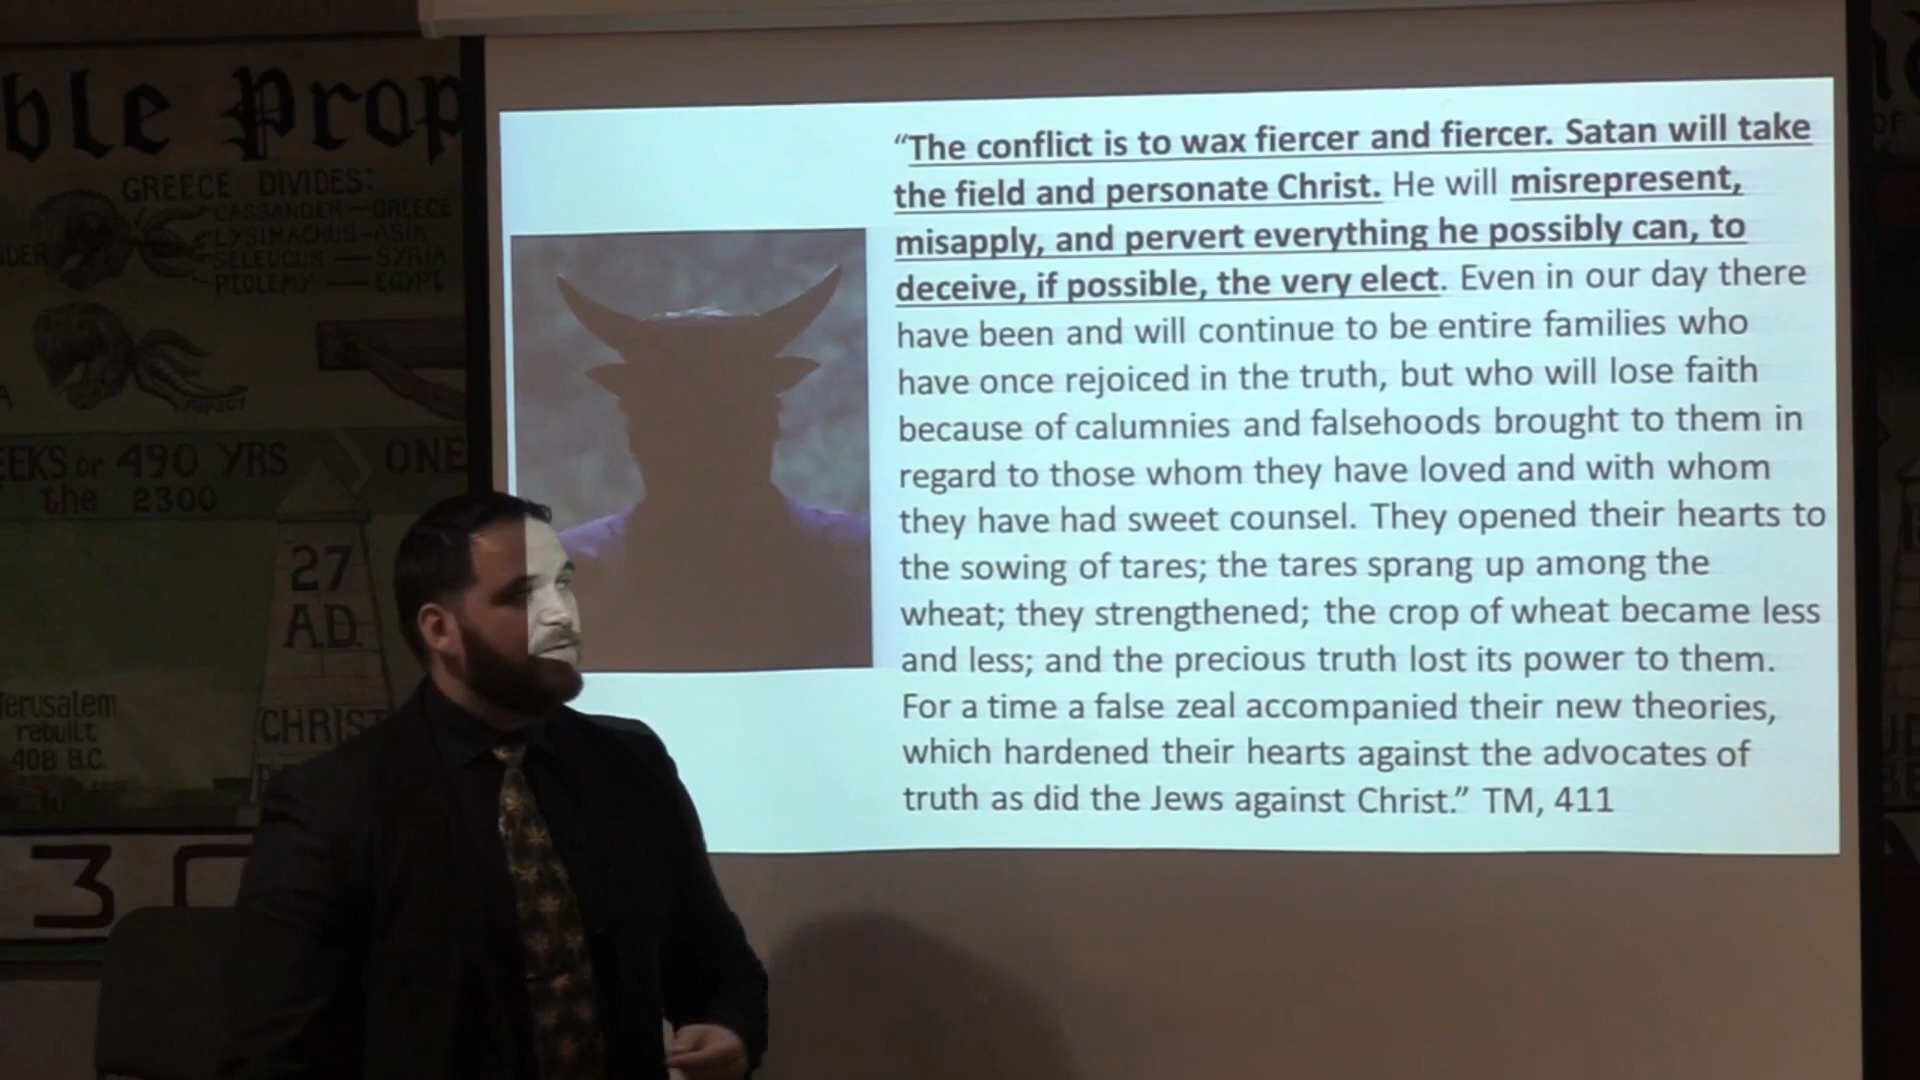 ble Prop
GREECE DIVIDES:
CASSANDER — GREECE
LYSIMACHUS - ASIA
SELEUCUS — SYRIA
PTOLEMY — EGYPT
EEKS or 490 YRS
the 2300
ONE
27
A.D.
CHRIST
Jerusalem
rebuilt
408 B.C.
3
“The conflict is to wax fiercer and fiercer. Satan will take
the field and personate Christ. He will misrepresent,
misapply, and pervert everything he possibly can, to
deceive, if possible, the very elect. Even in our day there
have been and will continue to be entire families who
have once rejoiced in the truth, but who will lose faith
because of calumnies and falsehoods brought to them in
regard to those whom they have loved and with whom
they have had sweet counsel. They opened their hearts to
the sowing of tares; the tares sprang up among the
wheat; they strengthened; the crop of wheat became less
and less; and the precious truth lost its power to them.
For a time a false zeal accompanied their new theories,
which hardened their hearts against the advocates of
truth as did the Jews against Christ.” TM, 411